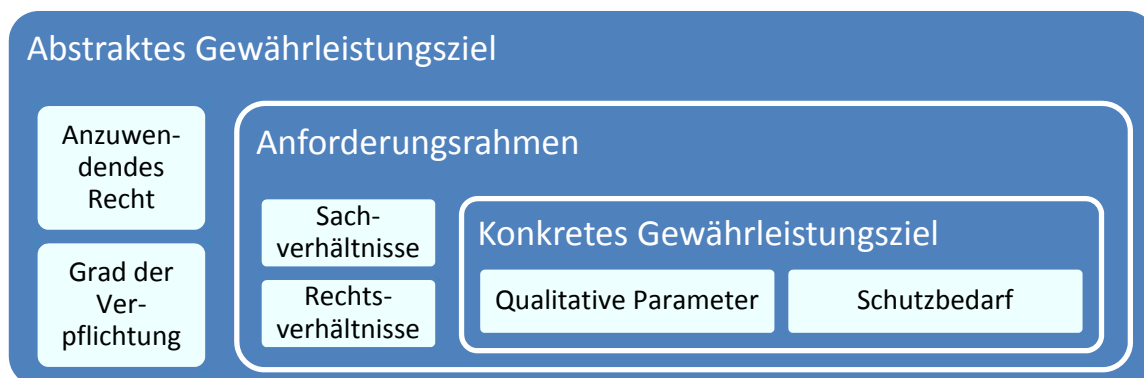 Abstraktes Gewährleistungsziel
Anzuwen-
dendes
Recht
Grad der
Ver-
pflichtung
Anforderungsrahmen
Sach-
verhältnisse
Rechts-
verhältnisse
Konkretes Gewährleistungsziel
Qualitative Parameter
Schutzbedarf